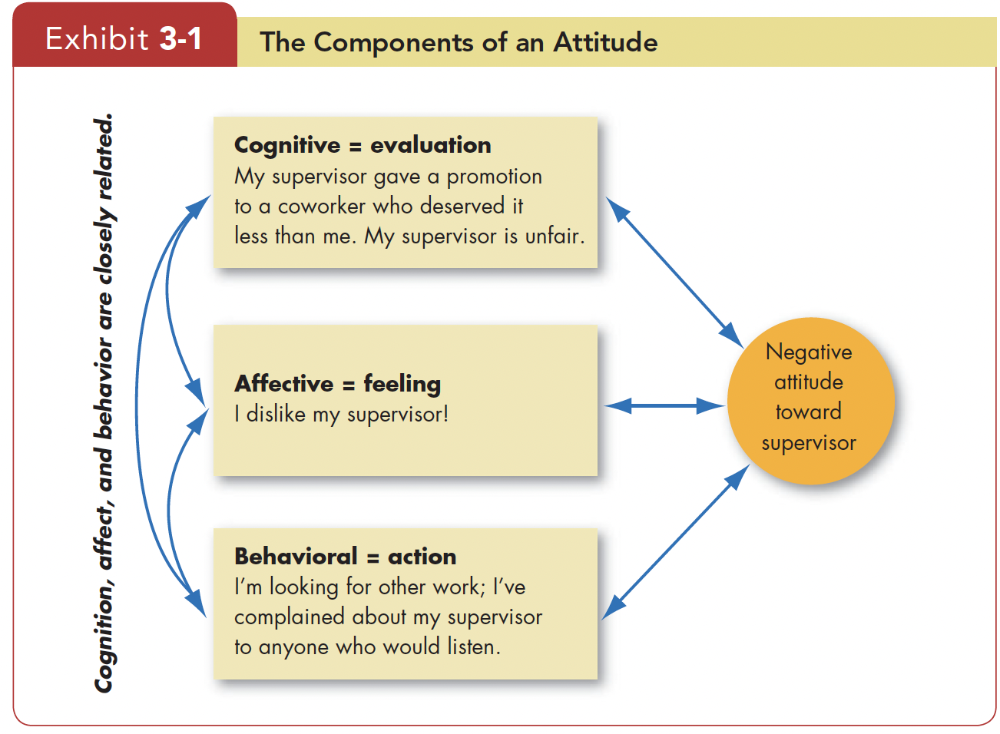 Exhibit 3-1
The Components of an Attitude
Cognition, affect, and behavior are closely related.
Cognitive = evaluation
My supervisor gave a promotion
to a coworker who deserved it
less than me. My supervisor is unfair.
Affective = feeling
I dislike my supervisor!
Behavioral = action
I'm looking for other work; I've
complained about my supervisor
to anyone who would listen.
Negative
attitude
toward
supervisor